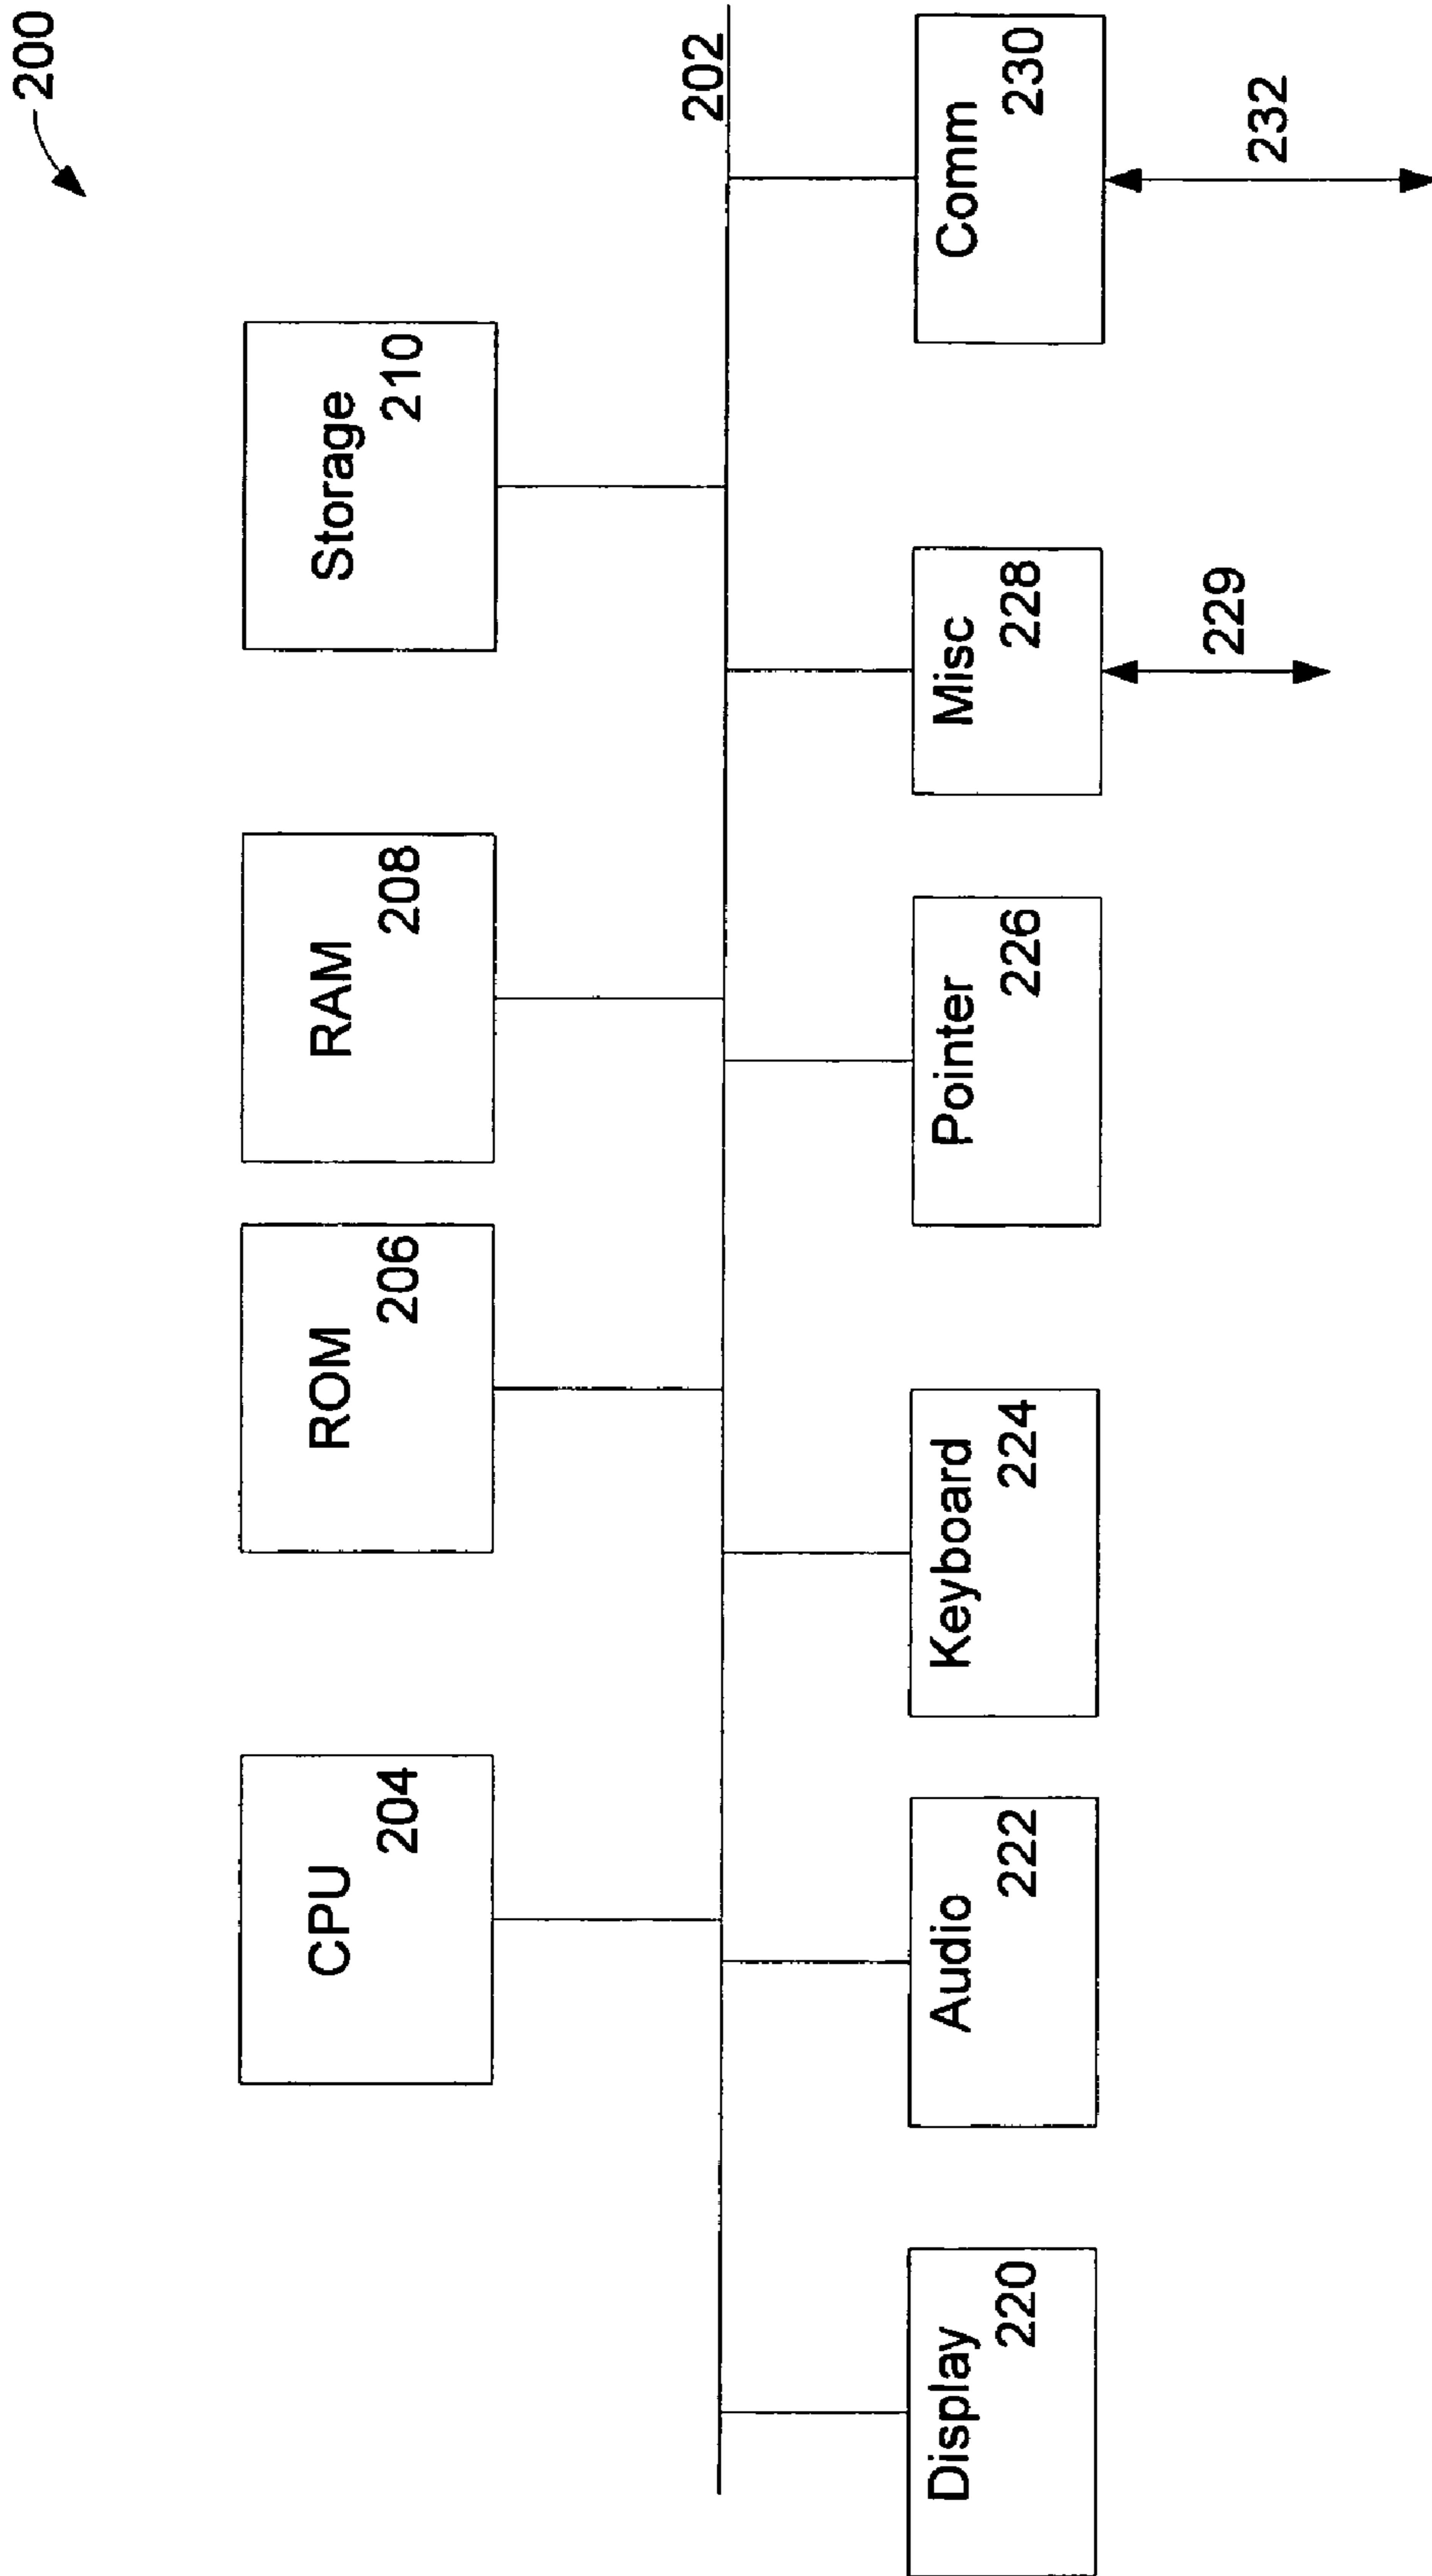 200
CPU
204
ROM
206
RAM
208
Storage
210
202
Display
220
Audio
222
Keyboard
224
Pointer
226
Misc
228
Comm
230
229
232